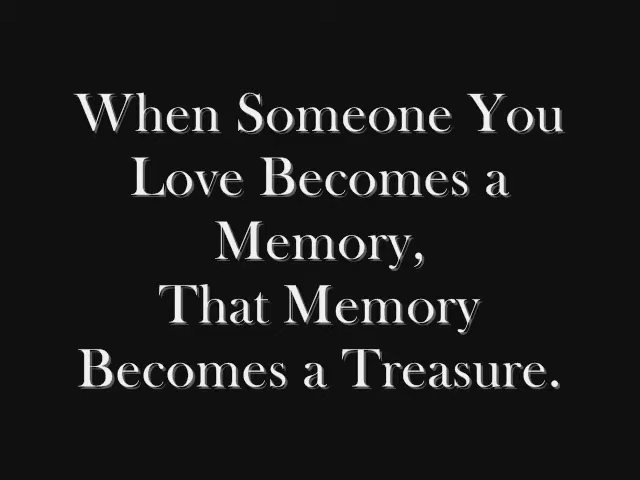 When Someone You
Love Becomes a
Memory,
That Memory
Becomes a Treasure.